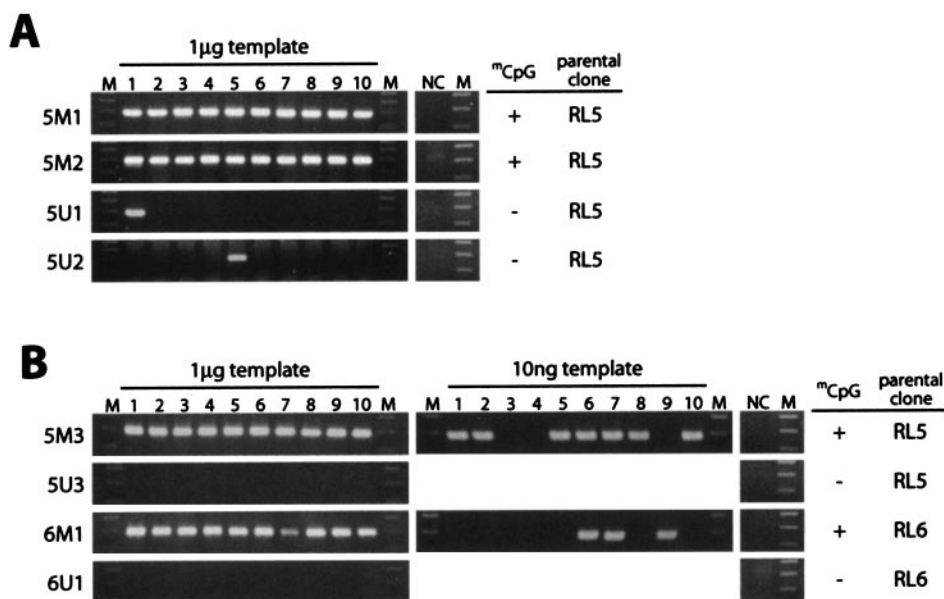 A
1μg template
M 1 2 3 4 5 6 7 8 9 10 M NC M mCpG parental clone
5M1 + RL5
5M2 + RL5
5U1 - RL5
5U2 - RL5
B
1μg template 10ng template
M 1 2 3 4 5 6 7 8 9 10 M 1 2 3 4 5 6 7 8 9 10 M NC M mCpG parental clone
5M3 + RL5
5U3 - RL5
6M1 + RL6
6U1 - RL6